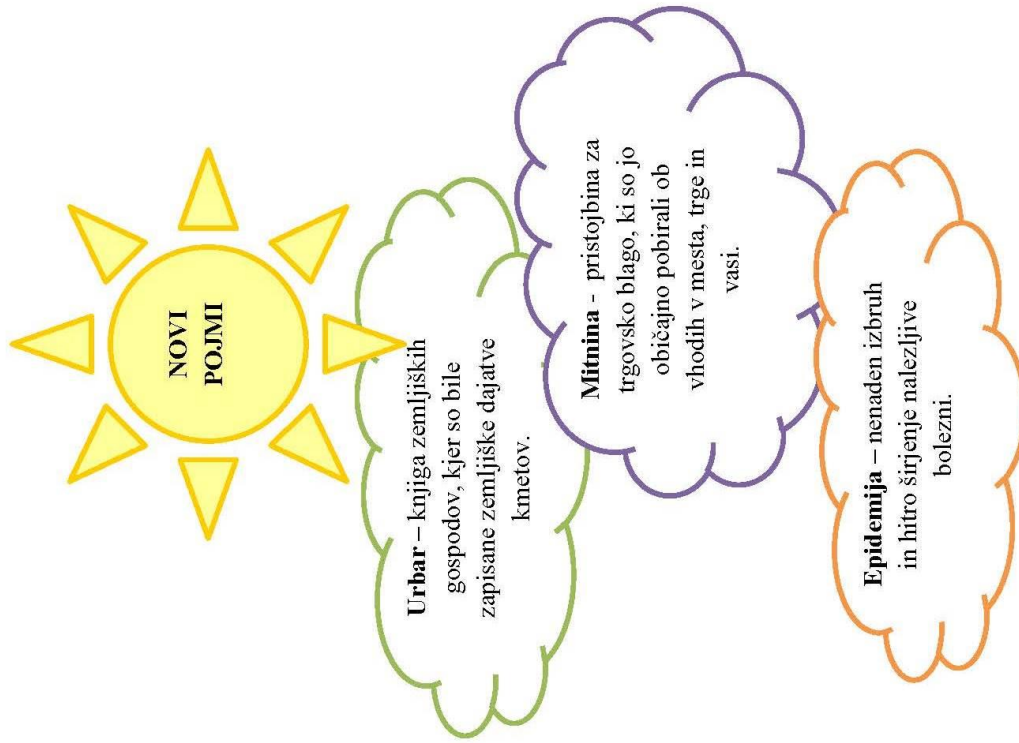 NOVI
POJMI
Urbar – knjiga zemljiških
gospodov, kjer so bile
zapisane zemljiške dajatve
kmetov.
Mitnina - pristojbina za
trgovsko blago, ki so jo
običajno pobirali ob
vhodih v mesta, trge in
vasi.
Epidemija – nenaden izbruh
in hitro širjenje nalezljive
bolezni.